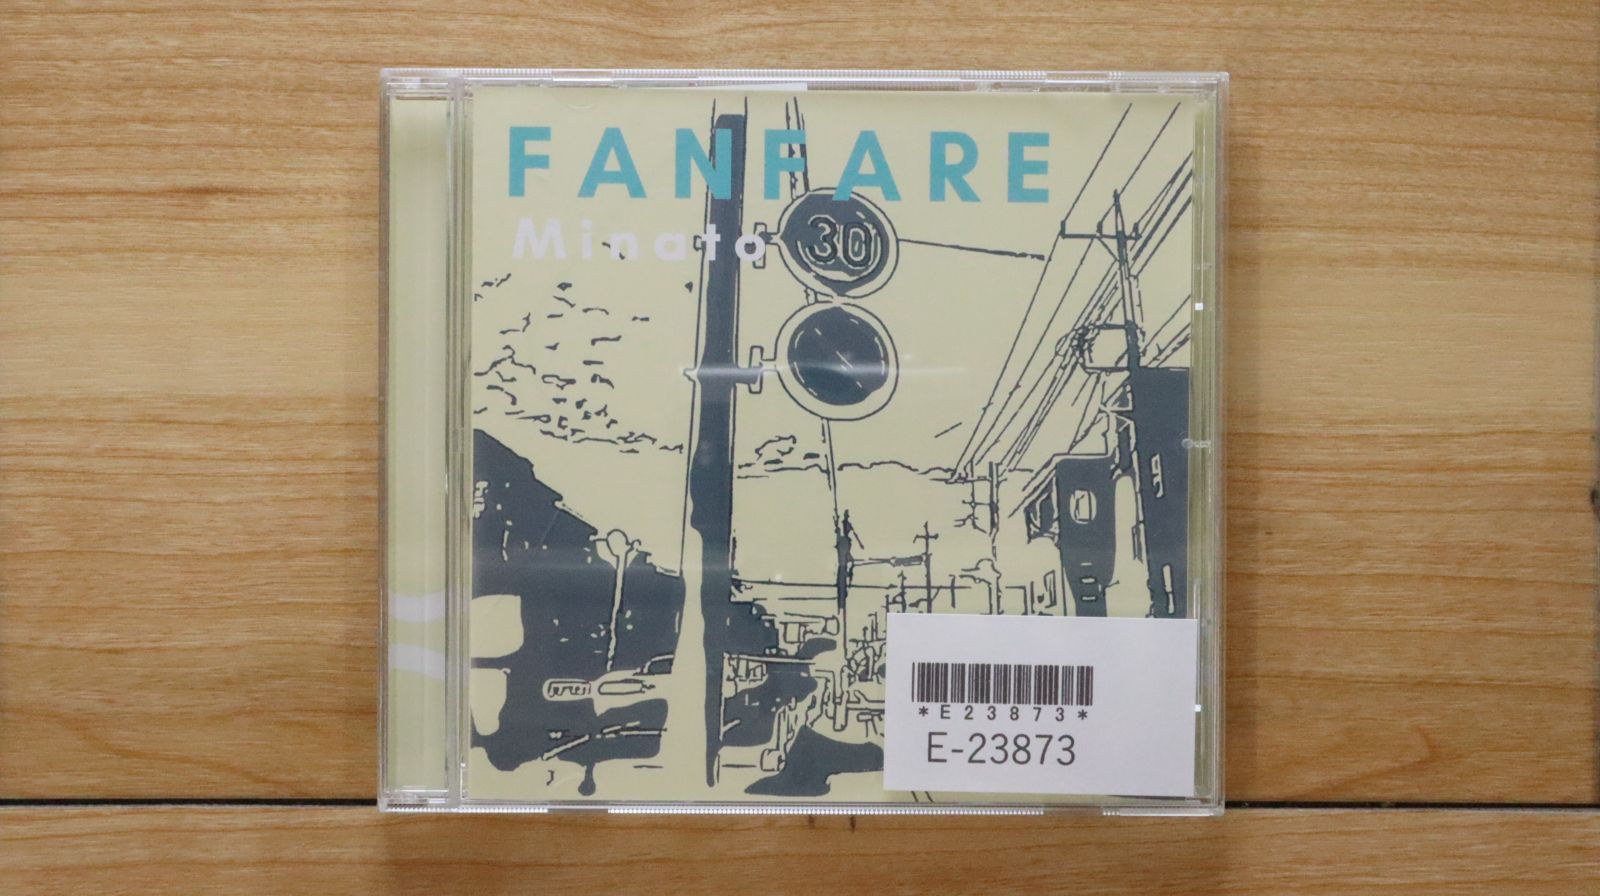 FANFARE
Minato
30
*E23873*
E-23873